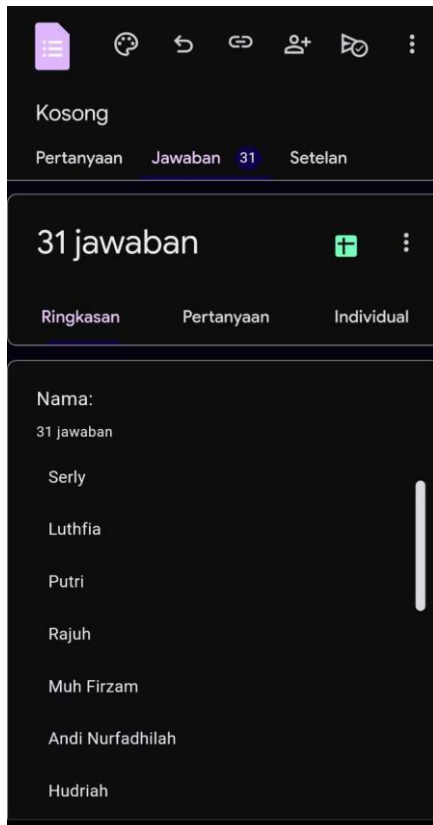 Kosong
Pertanyaan Jawaban 31 Setelan
31 jawaban
Ringkasan Pertanyaan Individual
Nama:
31 jawaban
Serly
Luthfia
Putri
Rajuh
Muh Firzam
Andi Nurfadhilah
Hudriah